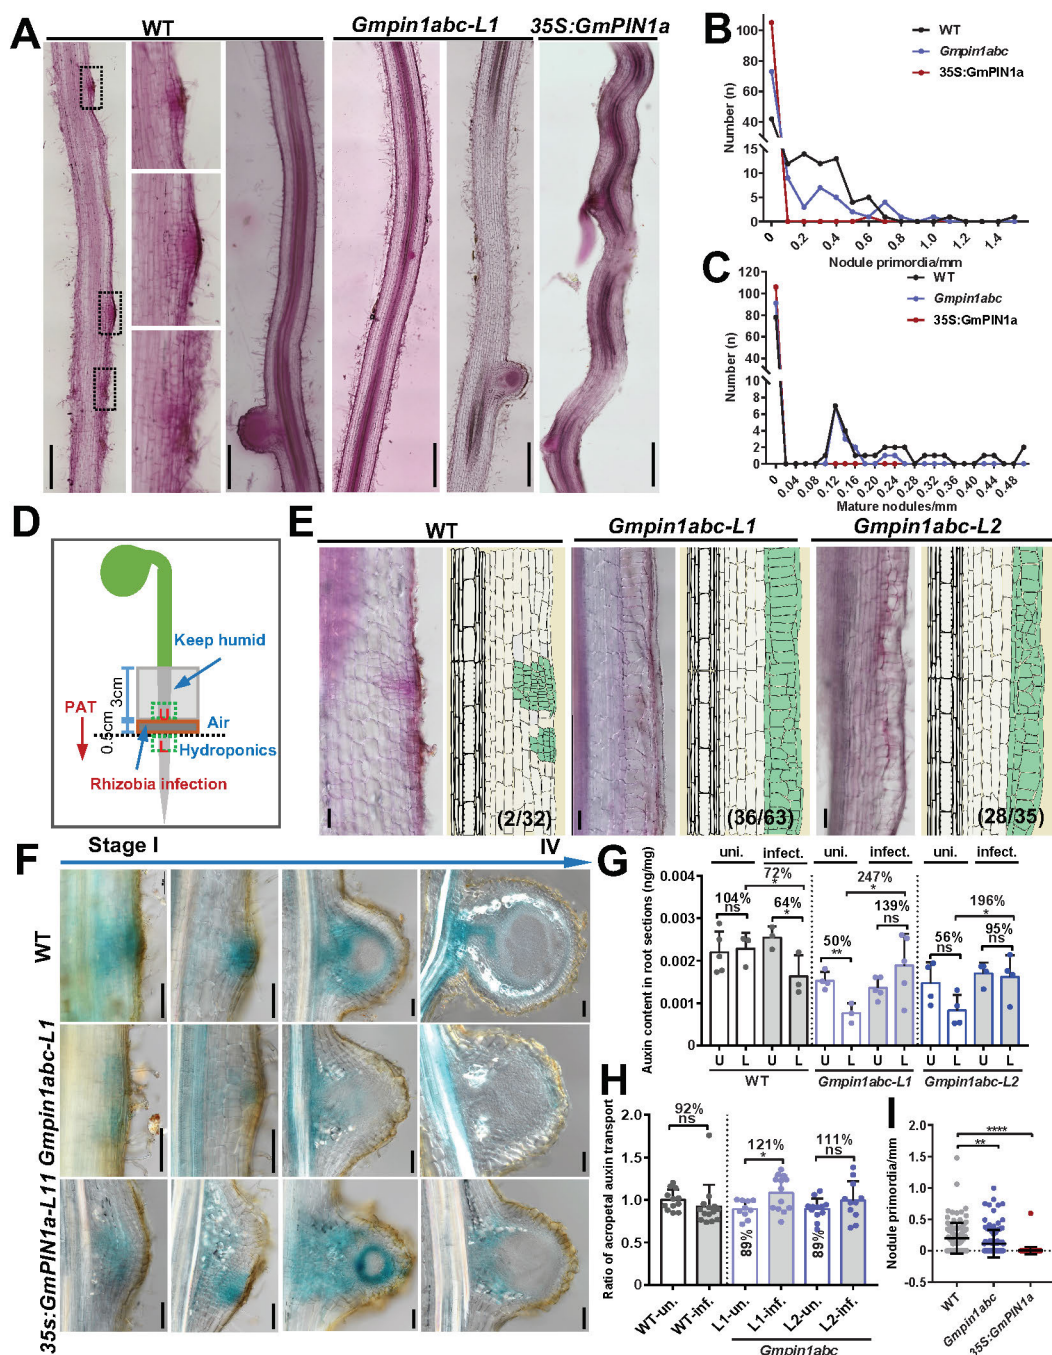 A
WT
Gmpin1abc-L1
35S:GmPIN1a
B
Number (n)
100
80
60
40
15
10
5
0
0
0.2
0.4
0.6
0.8
1.0
1.2
1.4
Nodule primordia/mm
WT
Gmpin1abc
35S:GmPIN1a
C
Number (n)
120
100
80
60
40
20
10
8
6
4
2
0
0
0.04
0.08
0.12
0.16
0.20
0.24
0.28
0.32
0.36
0.40
0.44
0.48
Mature nodules/mm
WT
Gmpin1abc
35S:GmPIN1a
D
Keep humid
3cm
PAT
U
Air
0.5cm
L
Hydroponics
Rhizobia infection
E
WT
Gmpin1abc-L1
Gmpin1abc-L2
(2/32)
(36/63)
(28/35)
F
Stage I
IV
WT
Gmpin1abc-L1
35s:GmPIN1a-L11
G
uni.
infect.
uni.
infect.
uni.
infect.
72%
*
247%
*
196%
*
104%
ns
64%
*
50%
**
139%
ns
56%
ns
95%
ns
Auxin content in root sections (ng/mg)
0.004
0.003
0.002
0.001
0
U L U L U L U L U L U L
WT
Gmpin1abc-L1
Gmpin1abc-L2
H
Ratio of acropetal auxin transport
2.0
1.5
1.0
0.5
0
92%
ns
121%
*
111%
ns
89%
89%
WT-un.
WT-inf.
L1-un.
L1-inf.
L2-un.
L2-inf.
Gmpin1abc
I
Nodule primordia/mm
2.0
1.5
1.0
0.5
0.0
-0.5
****
**
WT
Gmpin1abc
35S:GmPIN1a